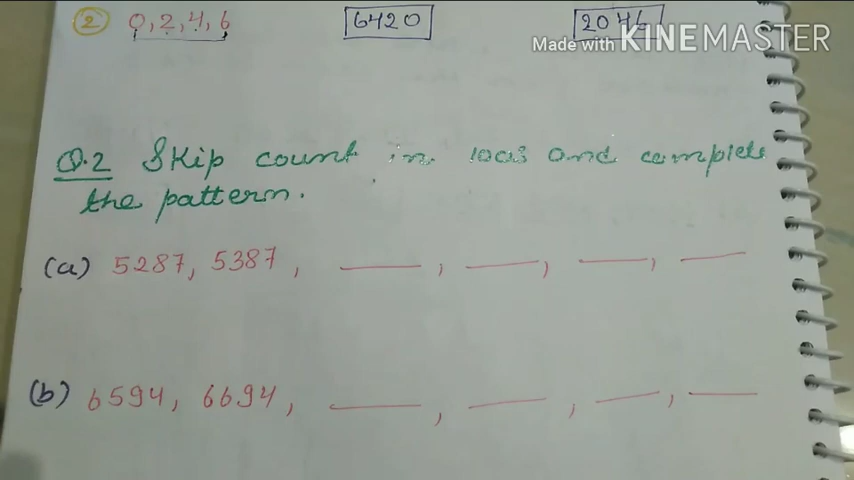 ② 0, 2, 4, 6 6420 2046
Made with KINEMASTER
Q.2 Skip count in 100s and complete
the pattern.
(a) 5287, 5387, ____, ____, ____, ____
(b) 6594, 6694, ____, ____, ____, ____